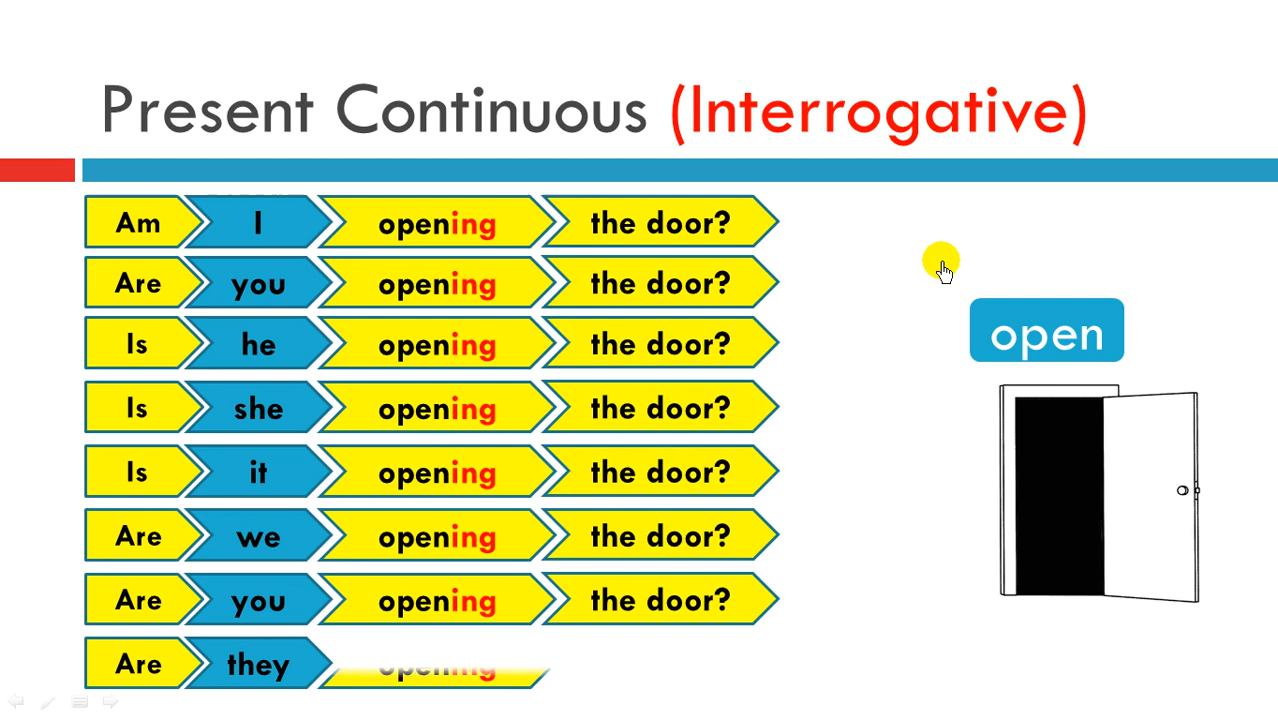 Present Continuous (Interrogative)
Am I opening the door?
Are you opening the door?
Is he opening the door?
Is she opening the door?
Is it opening the door?
Are we opening the door?
Are you opening the door?
Are they opening
open